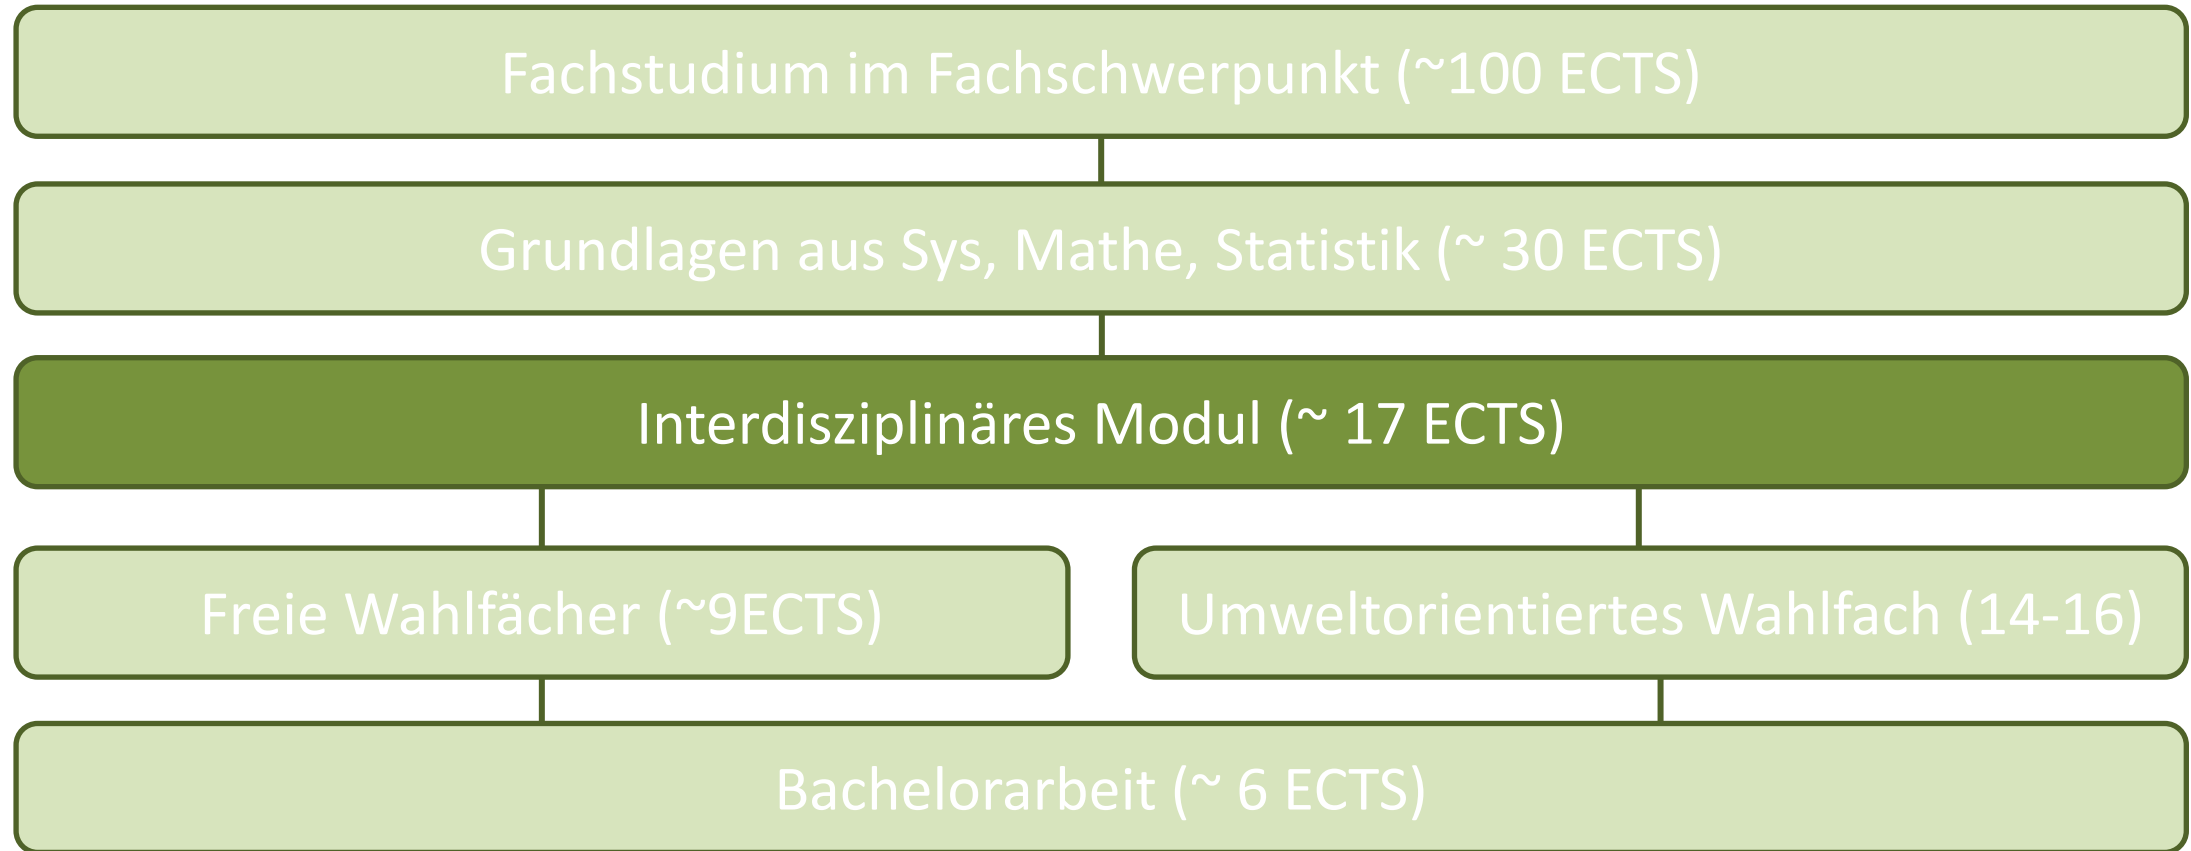 Fachstudium im Fachschwerpunkt (~100 ECTS)
Grundlagen aus Sys, Mathe, Statistik (~ 30 ECTS)
Interdisziplinäres Modul (~ 17 ECTS)
Freie Wahlfächer (~9ECTS)
Umweltorientiertes Wahlfach (14-16)
Bachelorarbeit (~ 6 ECTS)